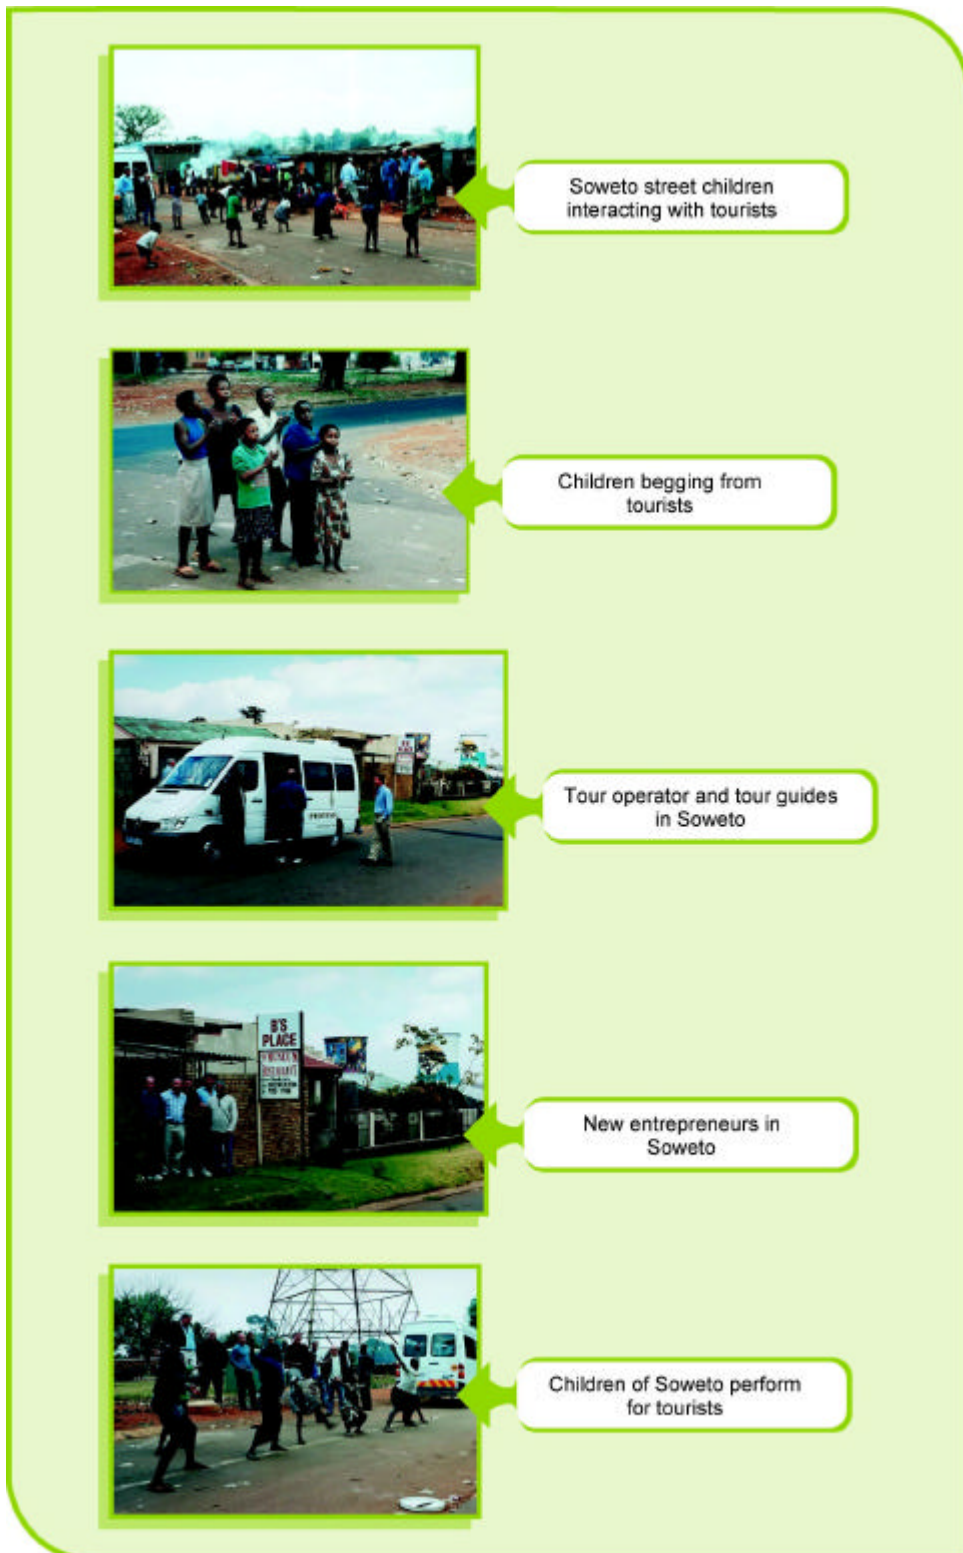 Soweto street children
interacting with tourists
Children begging from
tourists
Tour operator and tour guides
in Soweto
B'S
PLACE
New entrepreneurs in
Soweto
Children of Soweto perform
for tourists